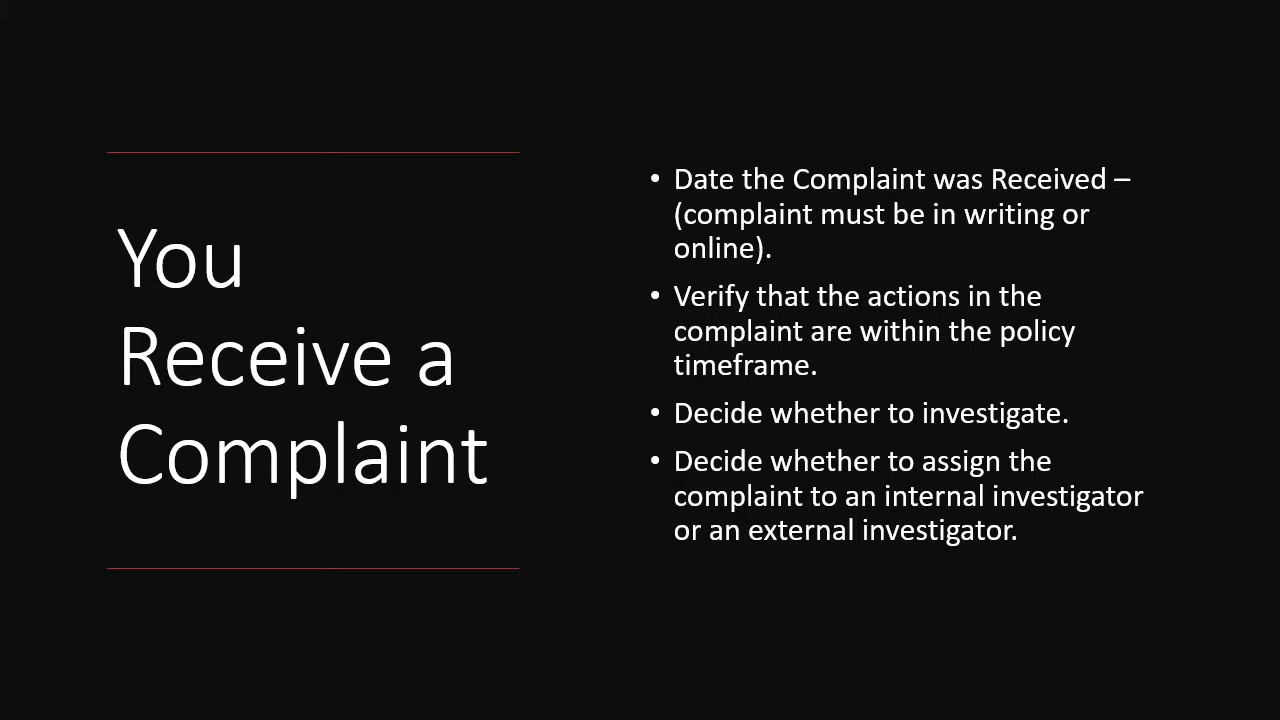 You
Receive a
Complaint
• Date the Complaint was Received –
(complaint must be in writing or
online).
• Verify that the actions in the
complaint are within the policy
timeframe.
• Decide whether to investigate.
• Decide whether to assign the
complaint to an internal investigator
or an external investigator.